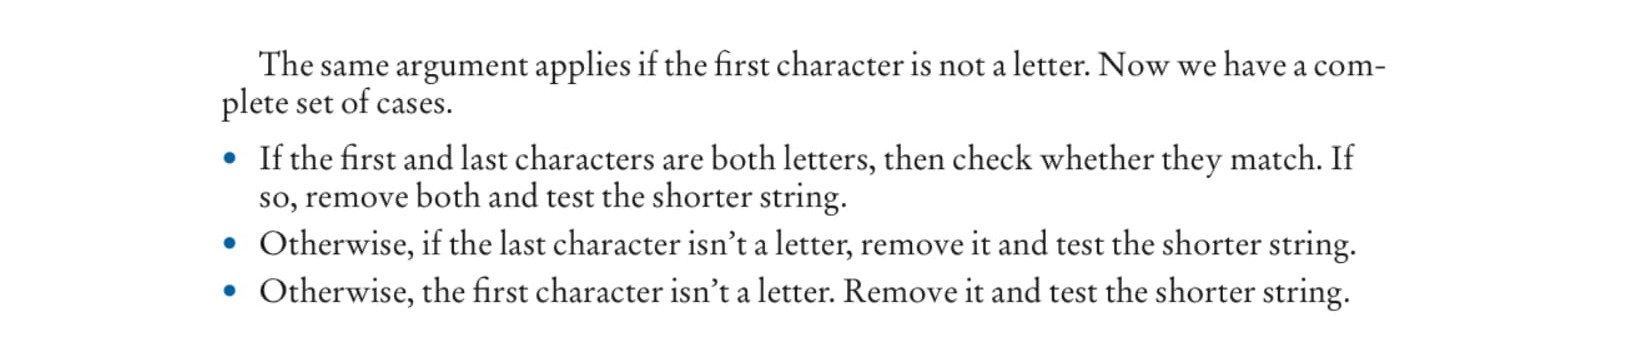 The same argument applies if the first character is not a letter. Now we have a com-
plete set of cases.
• If the first and last characters are both letters, then check whether they match. If
so, remove both and test the shorter string.
• Otherwise, if the last character isn’t a letter, remove it and test the shorter string.
• Otherwise, the first character isn’t a letter. Remove it and test the shorter string.